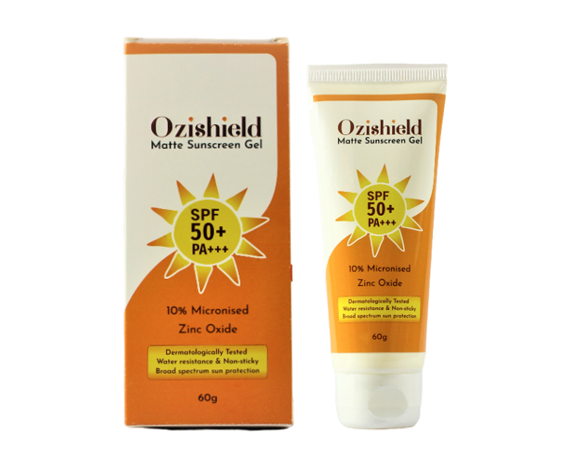 Ozishield
Matte Sunscreen Gel
SPF
50+
PA+++
10% Micronised
Zinc Oxide
Dermatologically Tested
Water resistance & Non-sticky
Broad spectrum sun protection
60g
Ozishield
Matte Sunscreen Gel
SPF
50+
PA+++
10% Micronised
Zinc Oxide
Dermatologically Tested
Water resistance & Non-sticky
Broad spectrum sun protection
60g